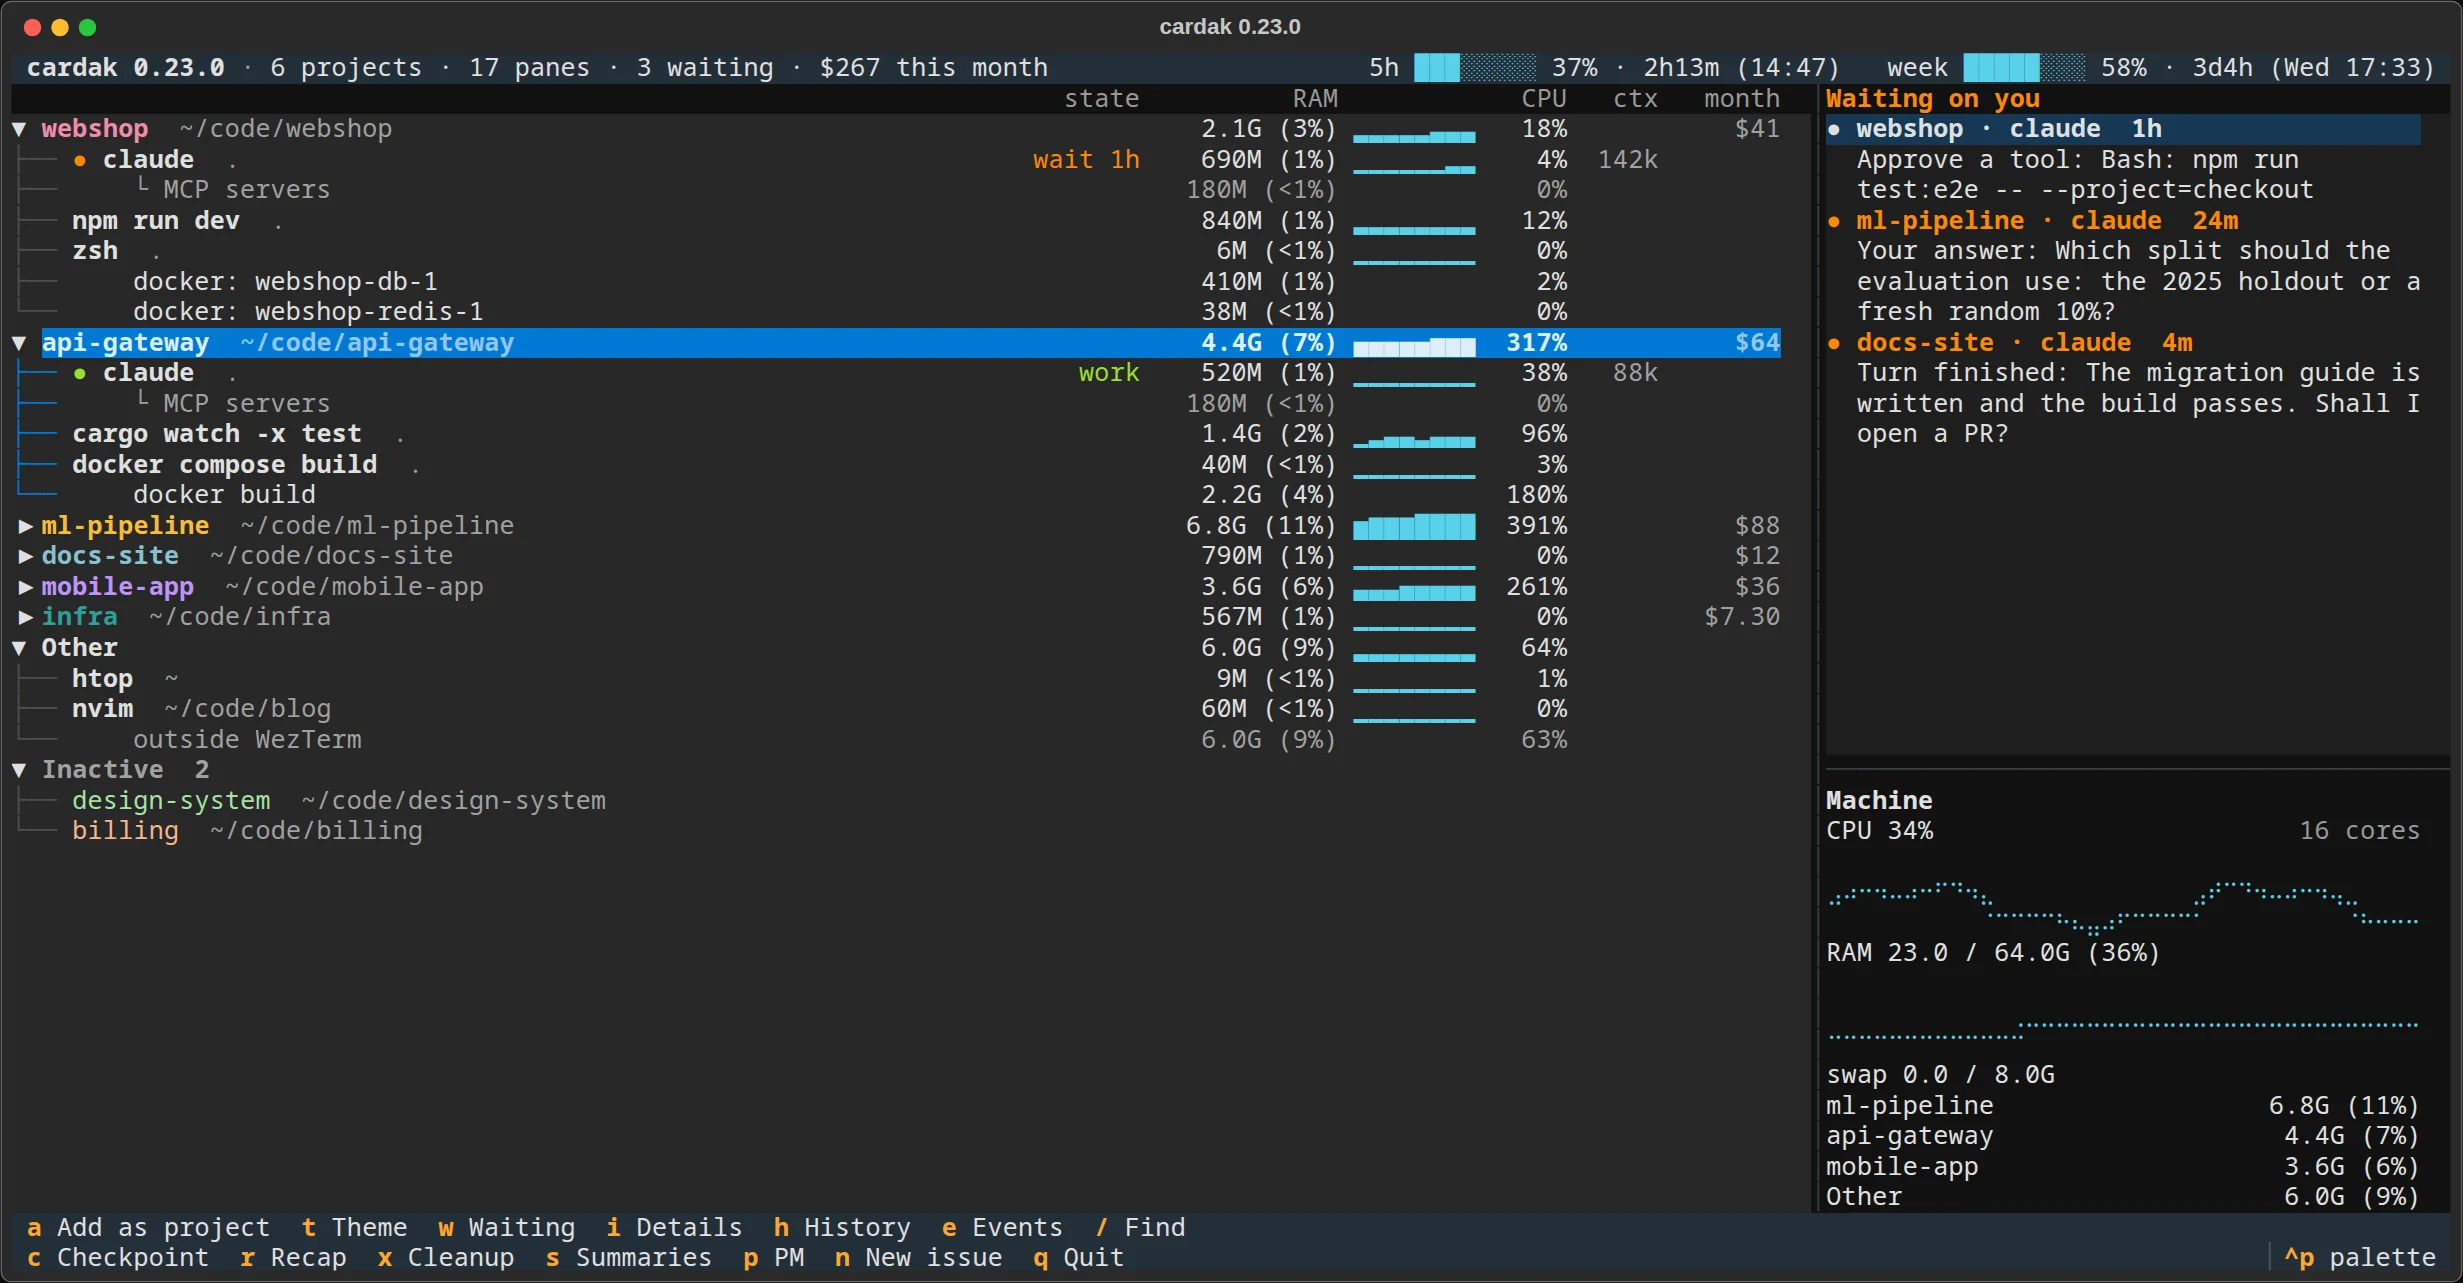 cardak 0.23.0
cardak 0.23.0 · 6 projects · 17 panes · 3 waiting · $267 this month 5h 37% · 2h13m (14:47) week 58% · 3d4h (Wed 17:33)
state RAM CPU ctx month
▼ webshop ~/code/webshop 2.1G (3%) 18% $41
● claude . wait 1h 690M (1%) 4% 142k
└ MCP servers 180M (<1%) 0%
npm run dev . 840M (1%) 12%
zsh . 6M (<1%) 0%
docker: webshop-db-1 410M (1%) 2%
docker: webshop-redis-1 38M (<1%) 0%
▼ api-gateway ~/code/api-gateway 4.4G (7%) 317% $64
● claude . work 520M (1%) 38% 88k
└ MCP servers 180M (<1%) 0%
cargo watch -x test . 1.4G (2%) 96%
docker compose build . 40M (<1%) 3%
docker build 2.2G (4%) 180%
▶ ml-pipeline ~/code/ml-pipeline 6.8G (11%) 391% $88
▶ docs-site ~/code/docs-site 790M (1%) 0% $12
▶ mobile-app ~/code/mobile-app 3.6G (6%) 261% $36
▶ infra ~/code/infra 567M (1%) 0% $7.30
▼ Other 6.0G (9%) 64%
htop ~ 9M (<1%) 1%
nvim ~/code/blog 60M (<1%) 0%
outside WezTerm 6.0G (9%) 63%
▼ Inactive 2
design-system ~/code/design-system
billing ~/code/billing
Waiting on you
● webshop · claude 1h
Approve a tool: Bash: npm run
test:e2e -- --project=checkout
● ml-pipeline · claude 24m
Your answer: Which split should the
evaluation use: the 2025 holdout or a
fresh random 10%?
● docs-site · claude 4m
Turn finished: The migration guide is
written and the build passes. Shall I
open a PR?
Machine
CPU 34% 16 cores
RAM 23.0 / 64.0G (36%)
swap 0.0 / 8.0G
ml-pipeline 6.8G (11%)
api-gateway 4.4G (7%)
mobile-app 3.6G (6%)
Other 6.0G (9%)
a Add as project t Theme w Waiting i Details h History e Events / Find
c Checkpoint r Recap x Cleanup s Summaries p PM n New issue q Quit ^p palette